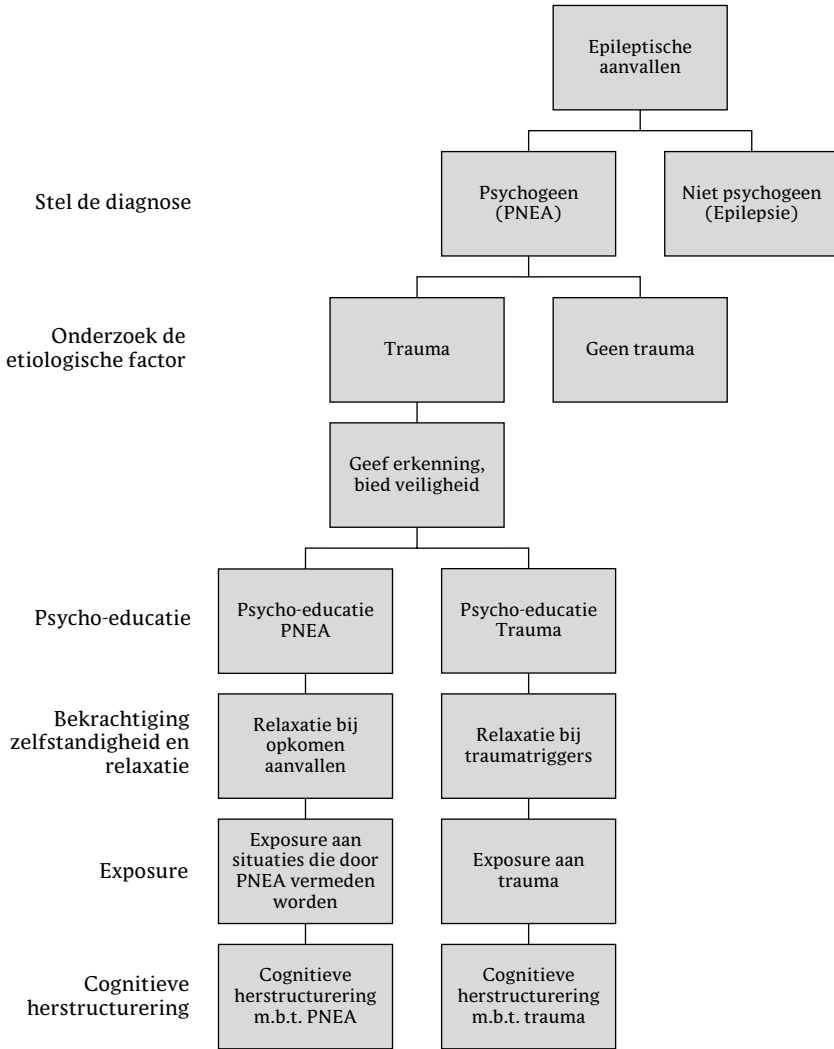 Epileptische
aanvallen
Stel de diagnose
Psychogeen
(PNEA)
Niet psychogeen
(Epilepsie)
Onderzoek de
etiologische factor
Trauma
Geen trauma
Geef erkenning,
bied veiligheid
Psycho-educatie
Psycho-educatie
PNEA
Psycho-educatie
Trauma
Bekrachtiging
zelfstandigheid en
relaxatie
Relaxatie bij
opkomen
aanvallen
Relaxatie bij
traumatriggers
Exposure
Exposure aan
situaties die door
PNEA vermeden
worden
Exposure aan
trauma
Cognitieve
herstructurering
Cognitieve
herstructurering
m.b.t. PNEA
Cognitieve
herstructurering
m.b.t. trauma